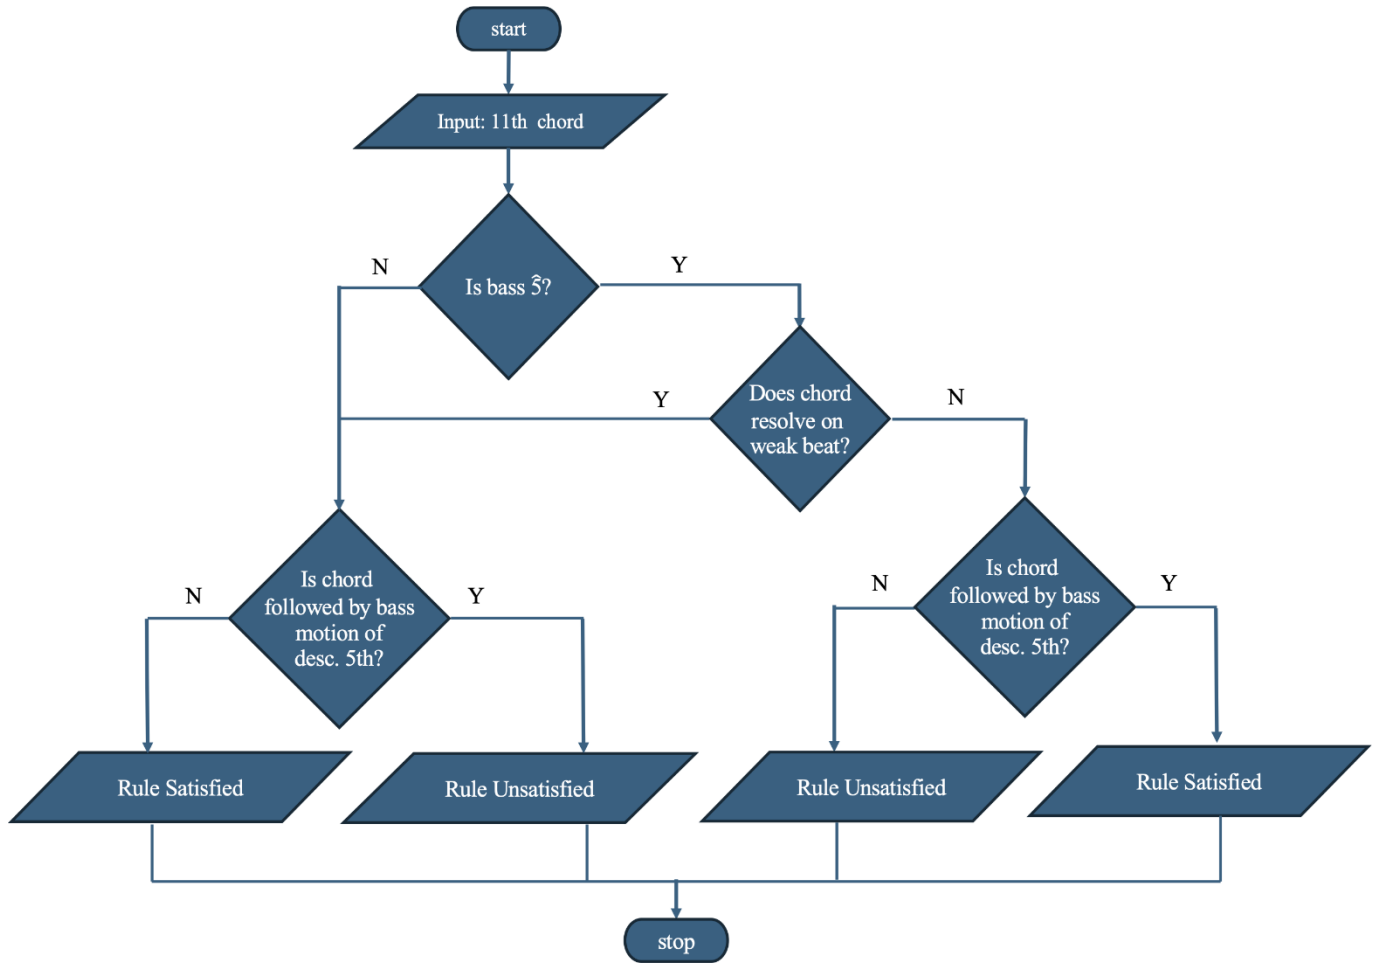 start
Input: 11th  chord
N
Y
Is bass 5̂?
Y
Does chord
resolve on
weak beat?
N
N
Is chord
followed by bass
motion of
desc. 5th?
Y
N
Is chord
followed by bass
motion of
desc. 5th?
Y
Rule Satisfied
Rule Unsatisfied
Rule Unsatisfied
Rule Satisfied
stop